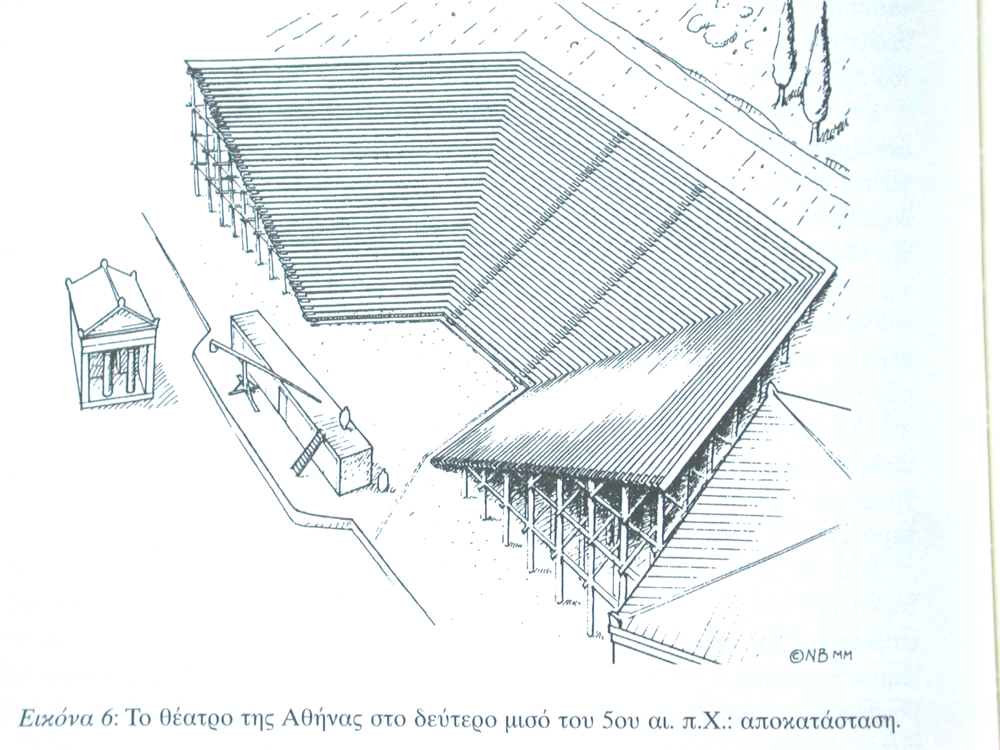 ©NB MM
Εικόνα 6: Το θέατρο της Αθήνας στο δεύτερο μισό του 5ου αι. π.Χ.: αποκατάσταση.